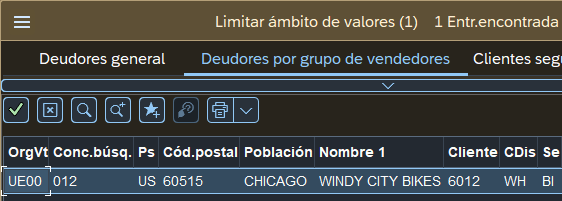 Limitar ámbito de valores (1) 1 Entr.encontrada
Deudores general Deudores por grupo de vendedores Clientes seg
OrgVt Conc.búsq. Ps Cód.postal Población Nombre 1 Cliente CDis Se
UE00 012 US 60515 CHICAGO WINDY CITY BIKES 6012 WH BI